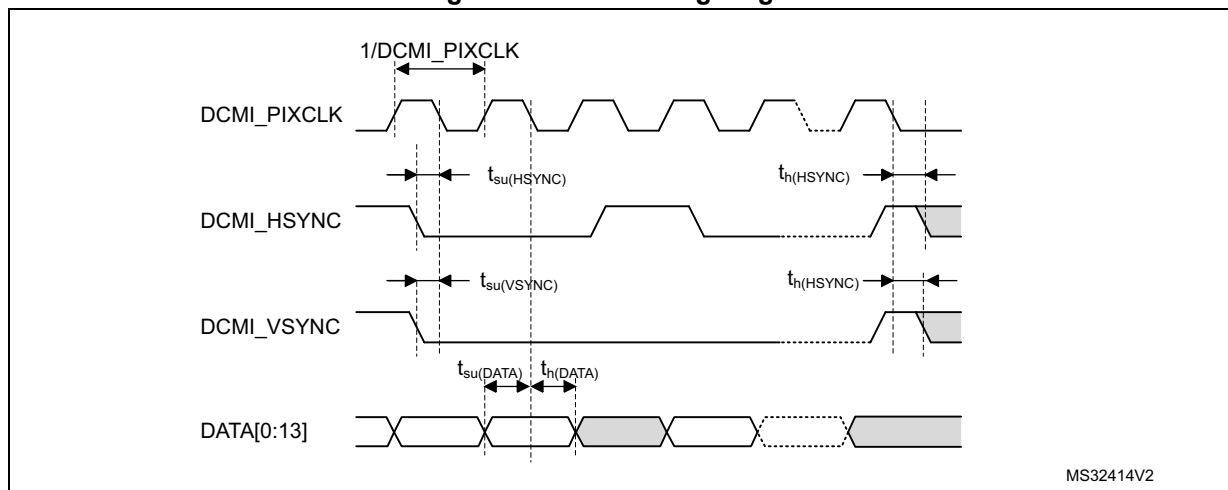 1/DCMI_PIXCLK
DCMI_PIXCLK
tsu(HSYNC)
th(HSYNC)
DCMI_HSYNC
tsu(VSYNC)
th(HSYNC)
DCMI_VSYNC
tsu(DATA) th(DATA)
DATA[0:13]
MS32414V2